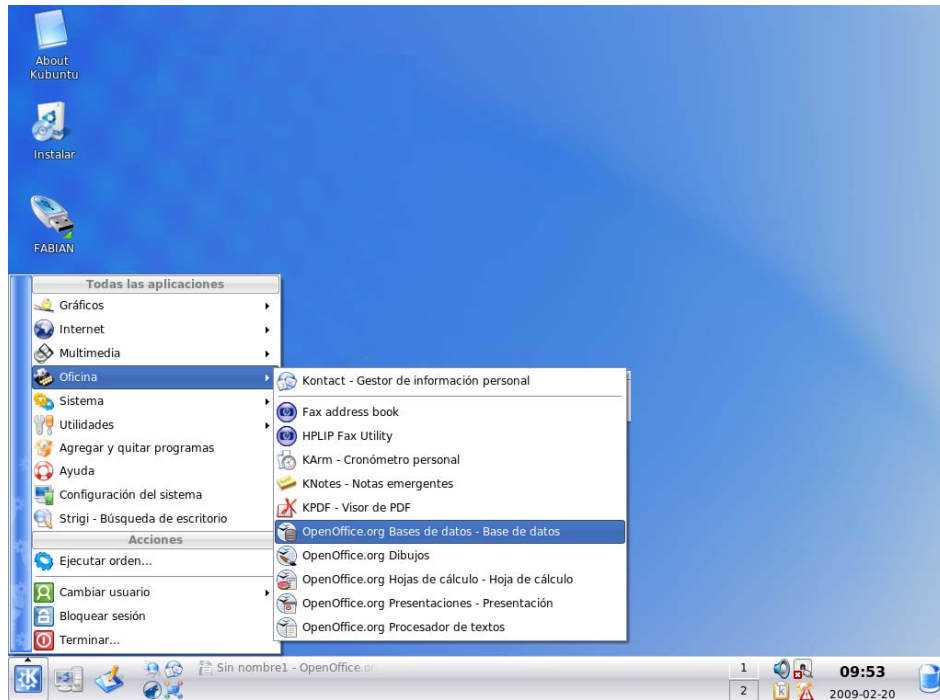 About
Kubuntu
Instalar
FABIAN
Todas las aplicaciones
Gráficos
Internet
Multimedia
Oficina
Sistema
Utilidades
Agregar y quitar programas
Ayuda
Configuración del sistema
Strigi - Búsqueda de escritorio
Acciones
Ejecutar orden...
Cambiar usuario
Bloquear sesión
Terminar...
Kontact - Gestor de información personal
Fax address book
HPLIP Fax Utility
KArm - Cronómetro personal
KNotes - Notas emergentes
KPDF - Visor de PDF
OpenOffice.org Bases de datos - Base de datos
OpenOffice.org Dibujos
OpenOffice.org Hojas de cálculo - Hoja de cálculo
OpenOffice.org Presentaciones - Presentación
OpenOffice.org Procesador de textos
Sin nombre1 - OpenOffice.or
1
2
09:53
2009-02-20